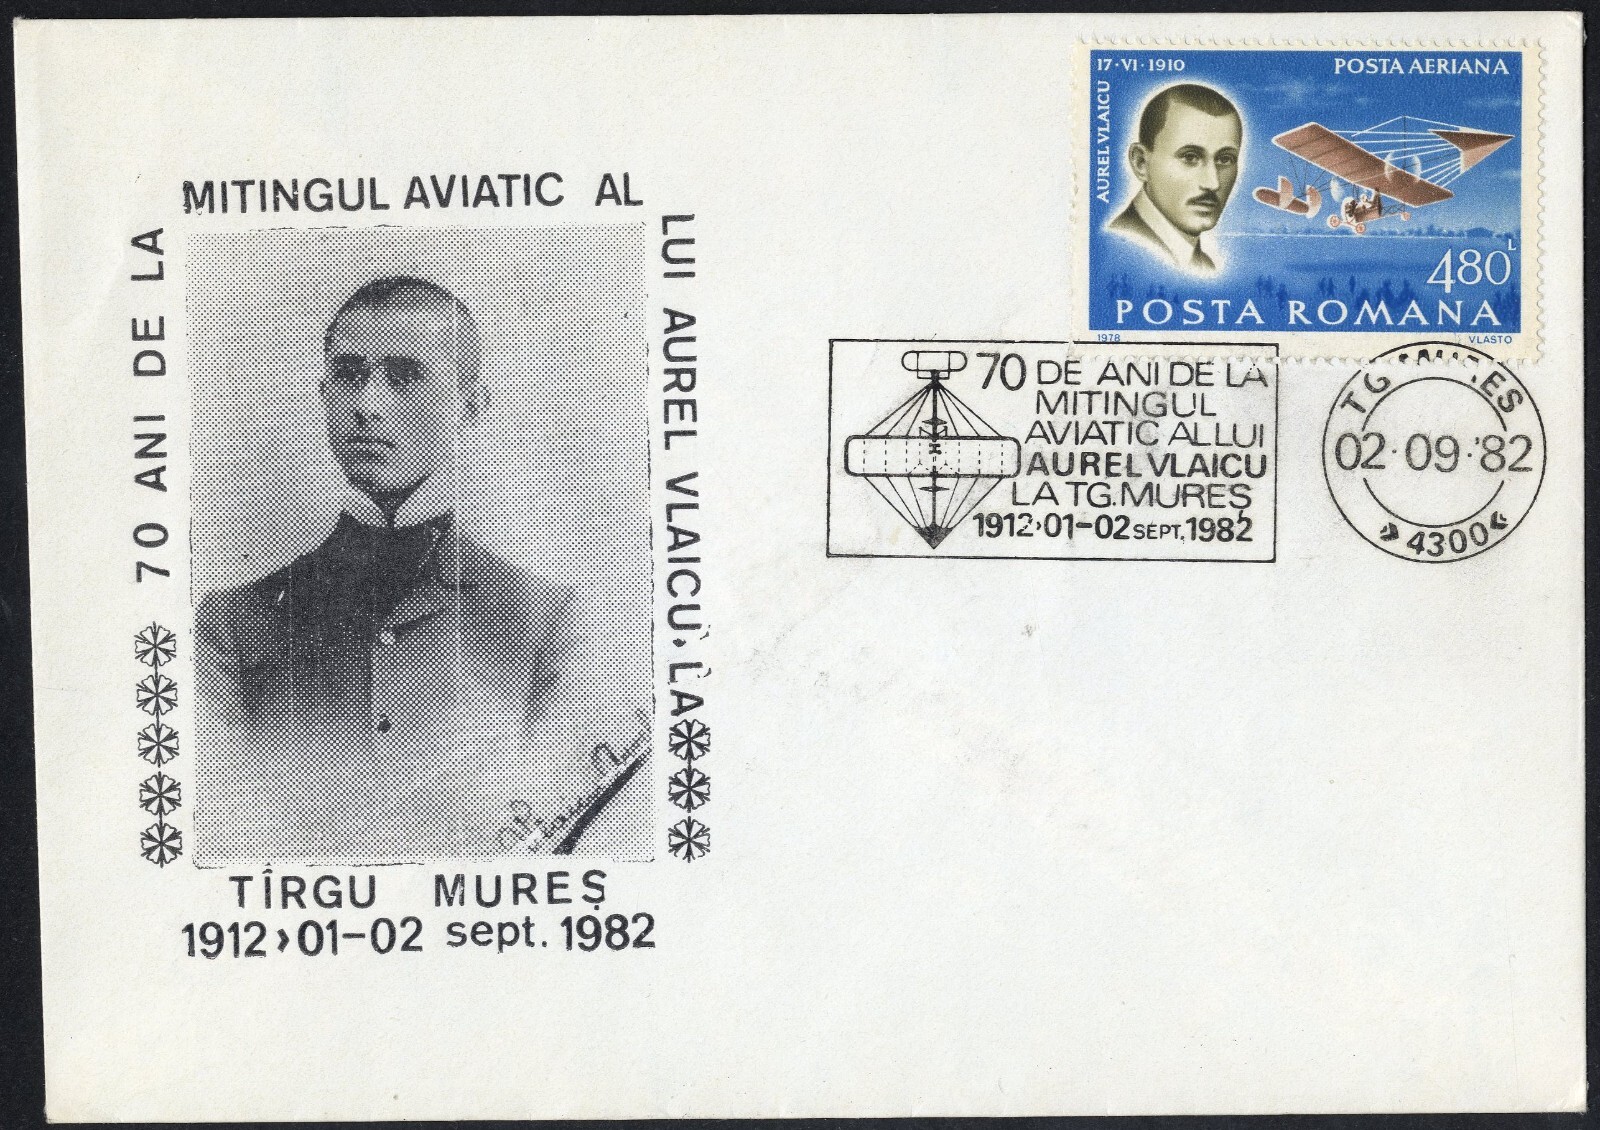 70 ANI DE LA
MITINGUL AVIATIC AL
LUI AUREL VLAICU, LA
TÎRGU MUREȘ
1912›01-02 sept. 1982
17·VI·1910
POSTA AERIANA
AUREL VLAICU
480 L
POSTA ROMANA
1978
VLASTO
70 DE ANI DE LA
MITINGUL
AVIATIC AL LUI
AUREL VLAICU
LA TG. MUREȘ
1912›01-02 SEPT. 1982
02·09·'82
4300